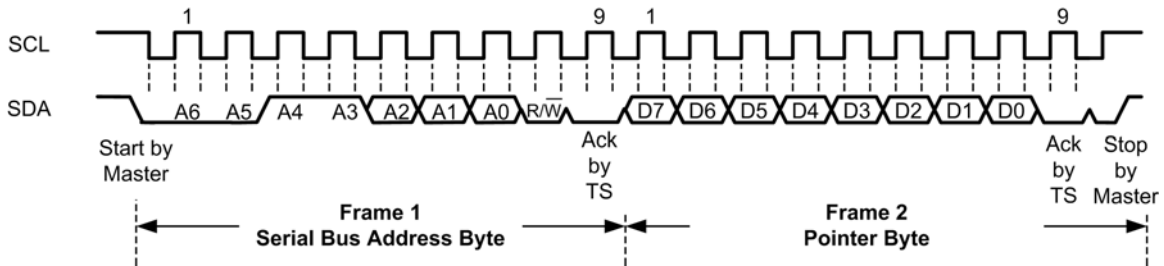 1 9 1 9
SCL
SDA A6 A5 A4 A3 A2 A1 A0 R/W̅ D7 D6 D5 D4 D3 D2 D1 D0
Start by
Master
Ack
by
TS
Ack
by
TS
Stop
by
Master
Frame 1
Serial Bus Address Byte
Frame 2
Pointer Byte